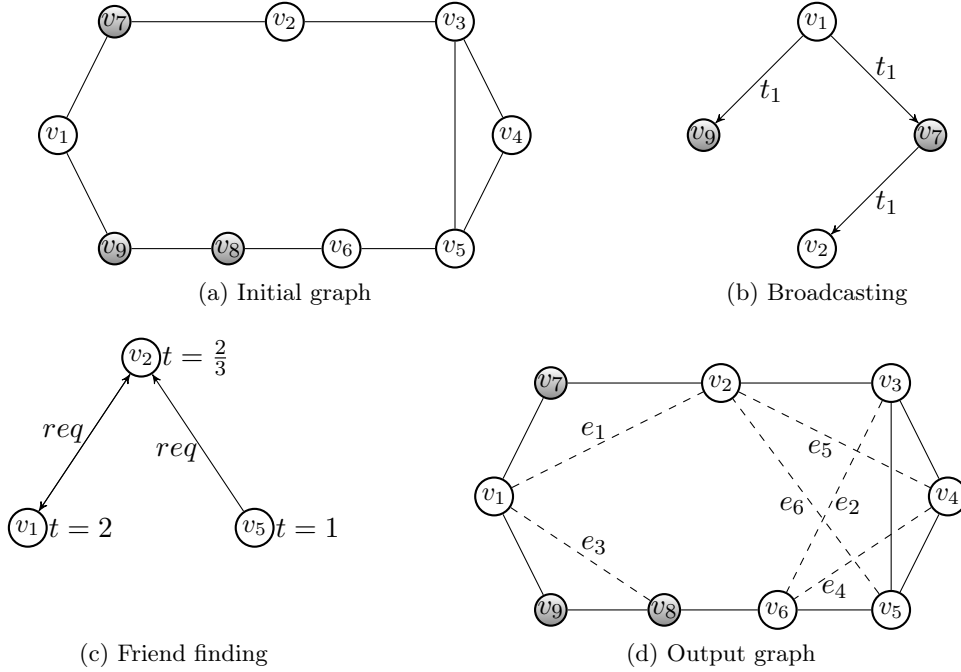 v7
v2
v3
v1
v4
v9
v8
v6
v5
(a) Initial graph
v1
t1
t1
v9
v7
t1
v2
(b) Broadcasting
v2 t = 2/3
req
req
v1 t = 2
v5 t = 1
(c) Friend finding
v7
v2
v3
e1
e5
v1
e6
e2
v4
e3
e4
v9
v8
v6
v5
(d) Output graph